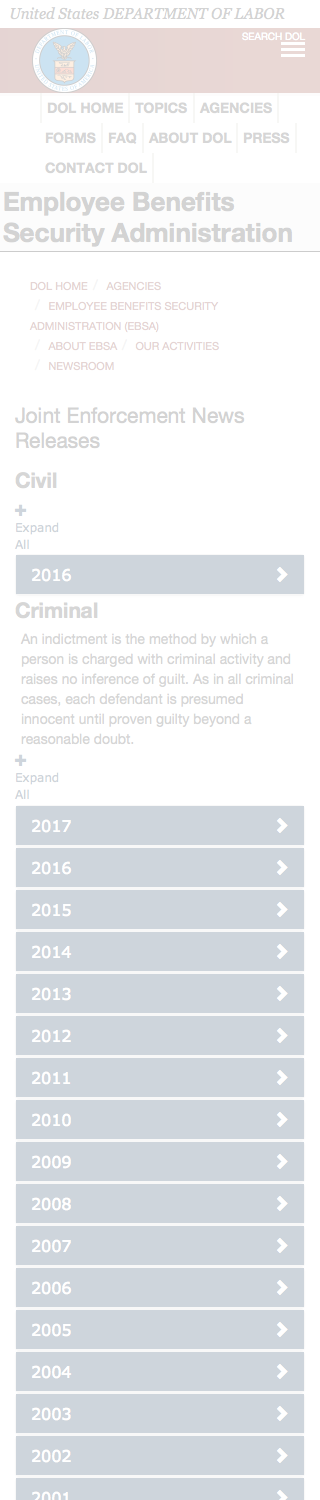 United States DEPARTMENT OF LABOR
SEARCH DOL
DOL HOME TOPICS AGENCIES
FORMS FAQ ABOUT DOL PRESS
CONTACT DOL
Employee Benefits
Security Administration
DOL HOME / AGENCIES
/ EMPLOYEE BENEFITS SECURITY
ADMINISTRATION (EBSA)
/ ABOUT EBSA / OUR ACTIVITIES
/ NEWSROOM
Joint Enforcement News
Releases
Civil
Expand
All
2016
Criminal
An indictment is the method by which a
person is charged with criminal activity and
raises no inference of guilt. As in all criminal
cases, each defendant is presumed
innocent until proven guilty beyond a
reasonable doubt.
Expand
All
2017
2016
2015
2014
2013
2012
2011
2010
2009
2008
2007
2006
2005
2004
2003
2002
2001